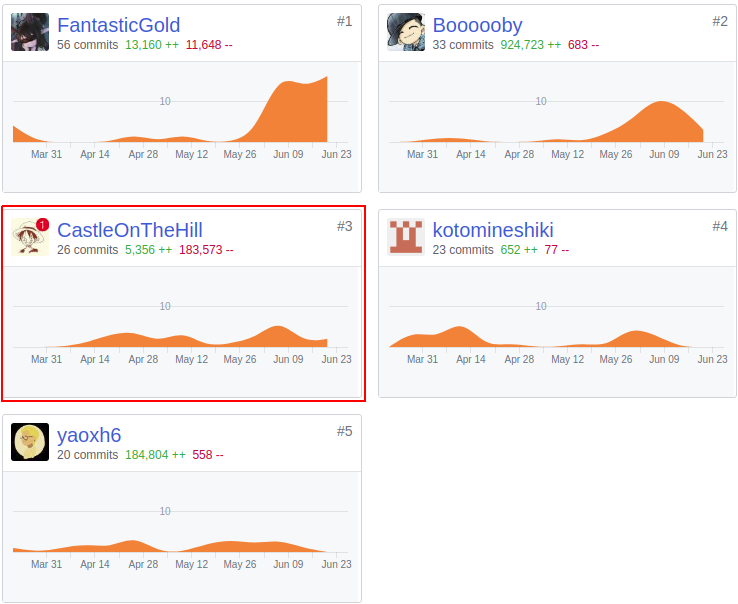 FantasticGold #1
56 commits 13,160 ++ 11,648 --
10
Mar 31 Apr 14 Apr 28 May 12 May 26 Jun 09 Jun 23
Boooooby #2
33 commits 924,723 ++ 683 --
10
Mar 31 Apr 14 Apr 28 May 12 May 26 Jun 09 Jun 23
1
CastleOnTheHill #3
26 commits 5,356 ++ 183,573 --
10
Mar 31 Apr 14 Apr 28 May 12 May 26 Jun 09 Jun 23
kotomineshiki #4
23 commits 652 ++ 77 --
10
Mar 31 Apr 14 Apr 28 May 12 May 26 Jun 09 Jun 23
yaoxh6 #5
20 commits 184,804 ++ 558 --
10
Mar 31 Apr 14 Apr 28 May 12 May 26 Jun 09 Jun 23